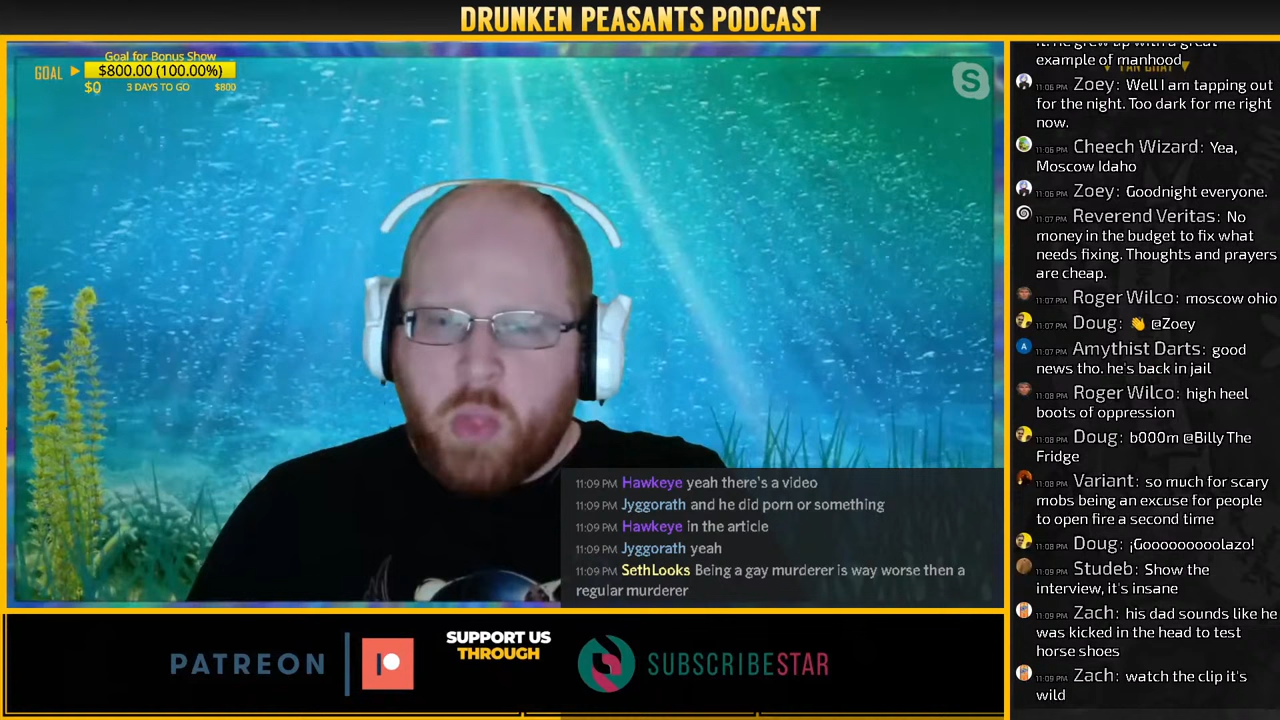 DRUNKEN PEASANTS PODCAST
Goal for Bonus Show
GOAL
$800.00 (100.00%)
$0
3 DAYS TO GO
$800
example of manhood
11:06 PM Zoey: Well I am tapping out
for the night. Too dark for me right
now.
11:06 PM Cheech Wizard: Yea,
Moscow Idaho
11:06 PM Zoey: Goodnight everyone.
11:07 PM Reverend Veritas: No
money in the budget to fix what
needs fixing. Thoughts and prayers
are cheap.
11:07 PM Roger Wilco: moscow ohio
11:07 PM Doug: 👏 @Zoey
A
11:07 PM Amythist Darts: good
news tho. he's back in jail
11:08 PM Roger Wilco: high heel
boots of oppression
11:08 PM Doug: b000m @Billy The
Fridge
11:08 PM Variant: so much for scary
mobs being an excuse for people
to open fire a second time
11:08 PM Doug: ¡Gooooooooolazo!
11:09 PM Studeb: Show the
interview, it's insane
11:09 PM Zach: his dad sounds like he
was kicked in the head to test
horse shoes
11:09 PM Zach: watch the clip it's
wild
11:09 PM Hawkeye yeah there's a video
11:09 PM Jyggorath and he did porn or something
11:09 PM Hawkeye in the article
11:09 PM Jyggorath yeah
11:09 PM SethLooks Being a gay murderer is way worse then a
regular murderer
PATREON
SUPPORT US
THROUGH
SUBSCRIBESTAR